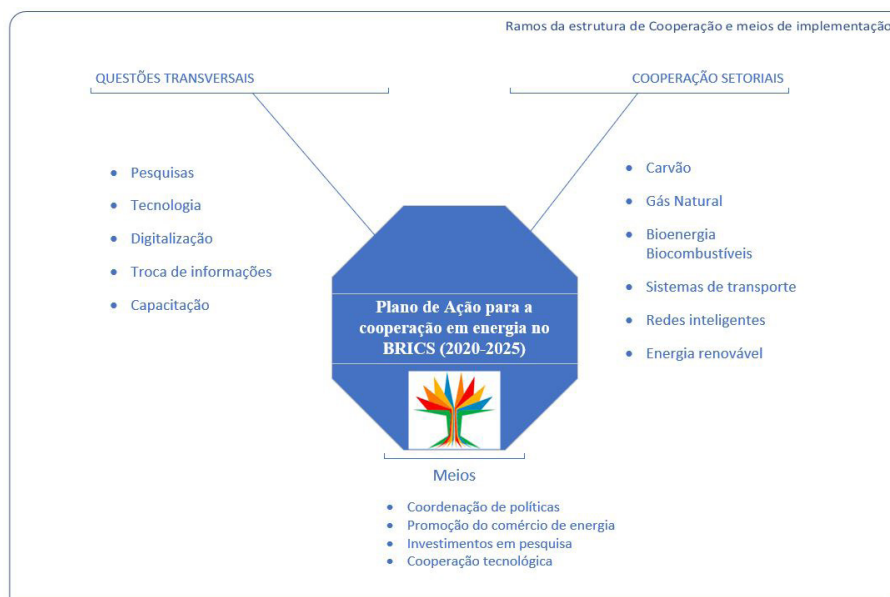 Ramos da estrutura de Cooperação e meios de implementação
QUESTÕES TRANSVERSAIS
Pesquisas
Tecnologia
Digitalização
Troca de informações
Capacitação
COOPERAÇÃO SETORIAIS
Carvão
Gás Natural
Bioenergia
Biocombustíveis
Sistemas de transporte
Redes inteligentes
Energia renovável
Plano de Ação para a
cooperação em energia no
BRICS (2020-2025)
Meios
Coordenação de políticas
Promoção do comércio de energia
Investimentos em pesquisa
Cooperação tecnológica